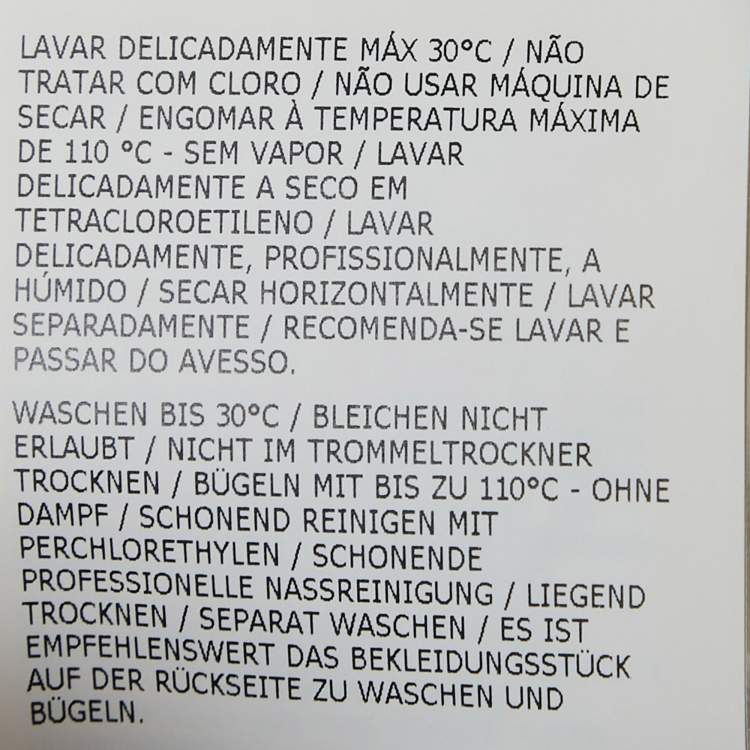 LAVAR DELICADAMENTE MÁX 30°C / NÃO
TRATAR COM CLORO / NÃO USAR MÁQUINA DE
SECAR / ENGOMAR À TEMPERATURA MÁXIMA
DE 110 °C - SEM VAPOR / LAVAR
DELICADAMENTE A SECO EM
TETRACLOROETILENO / LAVAR
DELICADAMENTE, PROFISSIONALMENTE, A
HÚMIDO / SECAR HORIZONTALMENTE / LAVAR
SEPARADAMENTE / RECOMENDA-SE LAVAR E
PASSAR DO AVESSO.
WASCHEN BIS 30°C / BLEICHEN NICHT
ERLAUBT / NICHT IM TROMMELTROCKNER
TROCKNEN / BÜGELN MIT BIS ZU 110°C - OHNE
DAMPF / SCHONEND REINIGEN MIT
PERCHLORETHYLEN / SCHONENDE
PROFESSIONELLE NASSREINIGUNG / LIEGEND
TROCKNEN / SEPARAT WASCHEN / ES IST
EMPFEHLENSWERT DAS BEKLEIDUNGSSTÜCK
AUF DER RÜCKSEITE ZU WASCHEN UND
BÜGELN.